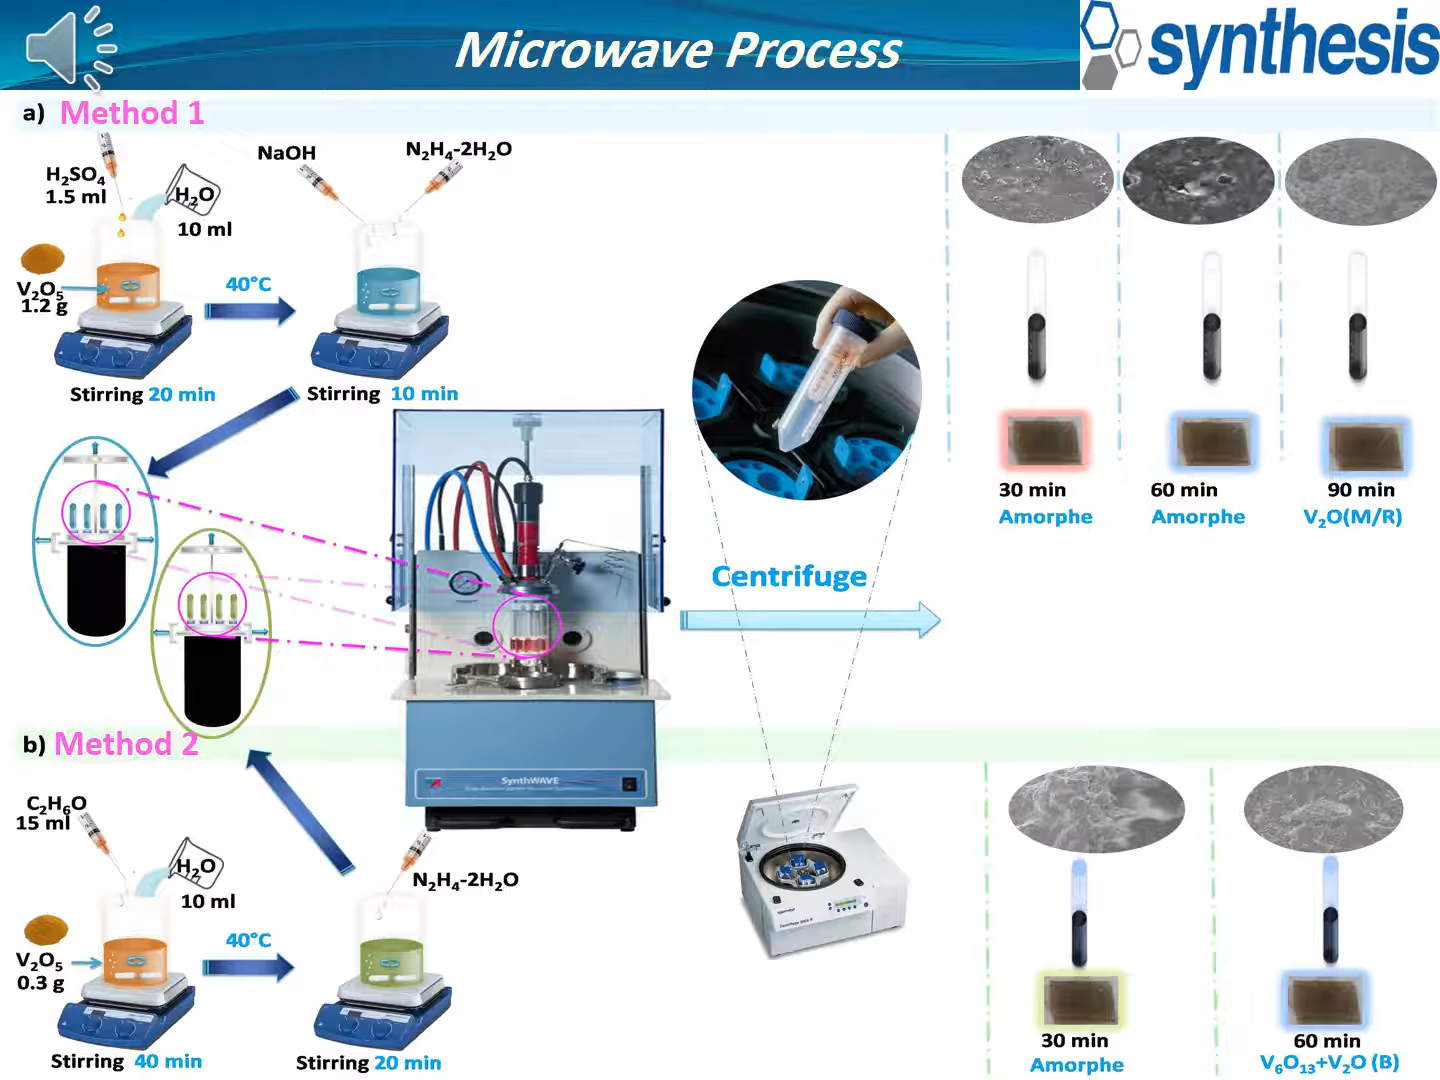 Microwave Process
synthesis
a) Method 1
H₂SO₄
1.5 ml
H₂O
10 ml
V₂O₅
1.2 g
40°C
NaOH
N₂H₄-2H₂O
Stirring 20 min
Stirring 10 min
Centrifuge
30 min
Amorphe
60 min
Amorphe
90 min
V₂O(M/R)
SynthWAVE
b) Method 2
C₂H₆O
15 ml
H₂O
10 ml
V₂O₅
0.3 g
40°C
N₂H₄-2H₂O
Stirring 40 min
Stirring 20 min
30 min
Amorphe
60 min
V₆O₁₃+V₂O (B)